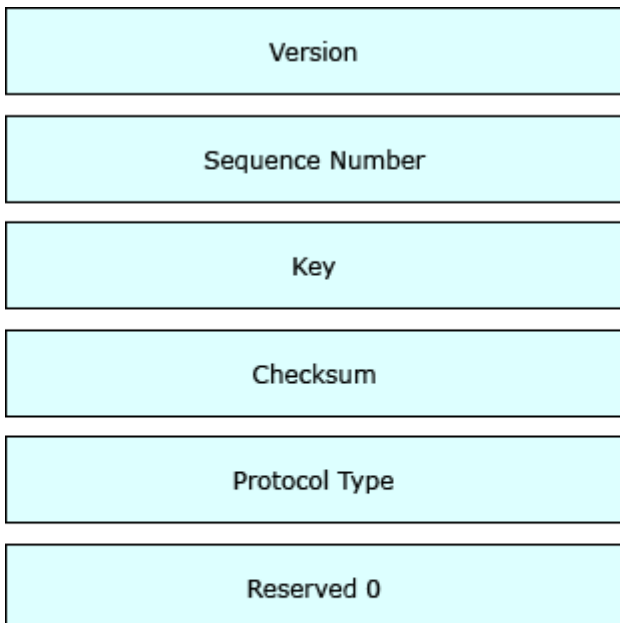 Version
Sequence Number
Key
Checksum
Protocol Type
Reserved 0